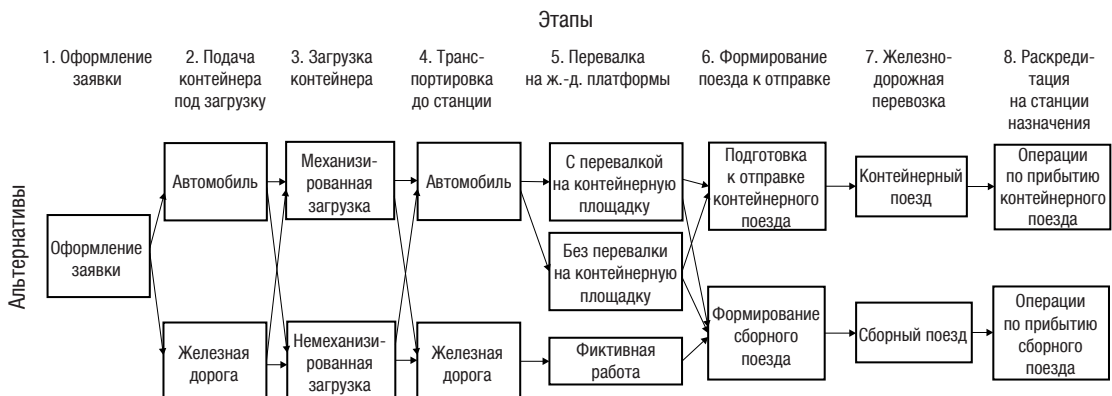 Этапы
1. Оформление
заявки
2. Подача
контейнера
под загрузку
3. Загрузка
контейнера
4. Транс-
портировка
до станции
5. Перевалка
на ж.-д. платформы
6. Формирование
поезда к отправке
7. Железно-
дорожная
перевозка
8. Раскреди-
тация
на станции
назначения
Альтернативы
Оформление
заявки
Автомобиль
Железная
дорога
Механизи-
рованная
загрузка
Немеханизи-
рованная
загрузка
Автомобиль
Железная
дорога
С перевалкой
на контейнерную
площадку
Без перевалки
на контейнерную
площадку
Фиктивная
работа
Подготовка
к отправке
контейнерного
поезда
Формирование
сборного
поезда
Контейнерный
поезд
Сборный поезд
Операции
по прибытию
контейнерного
поезда
Операции
по прибытию
сборного
поезда